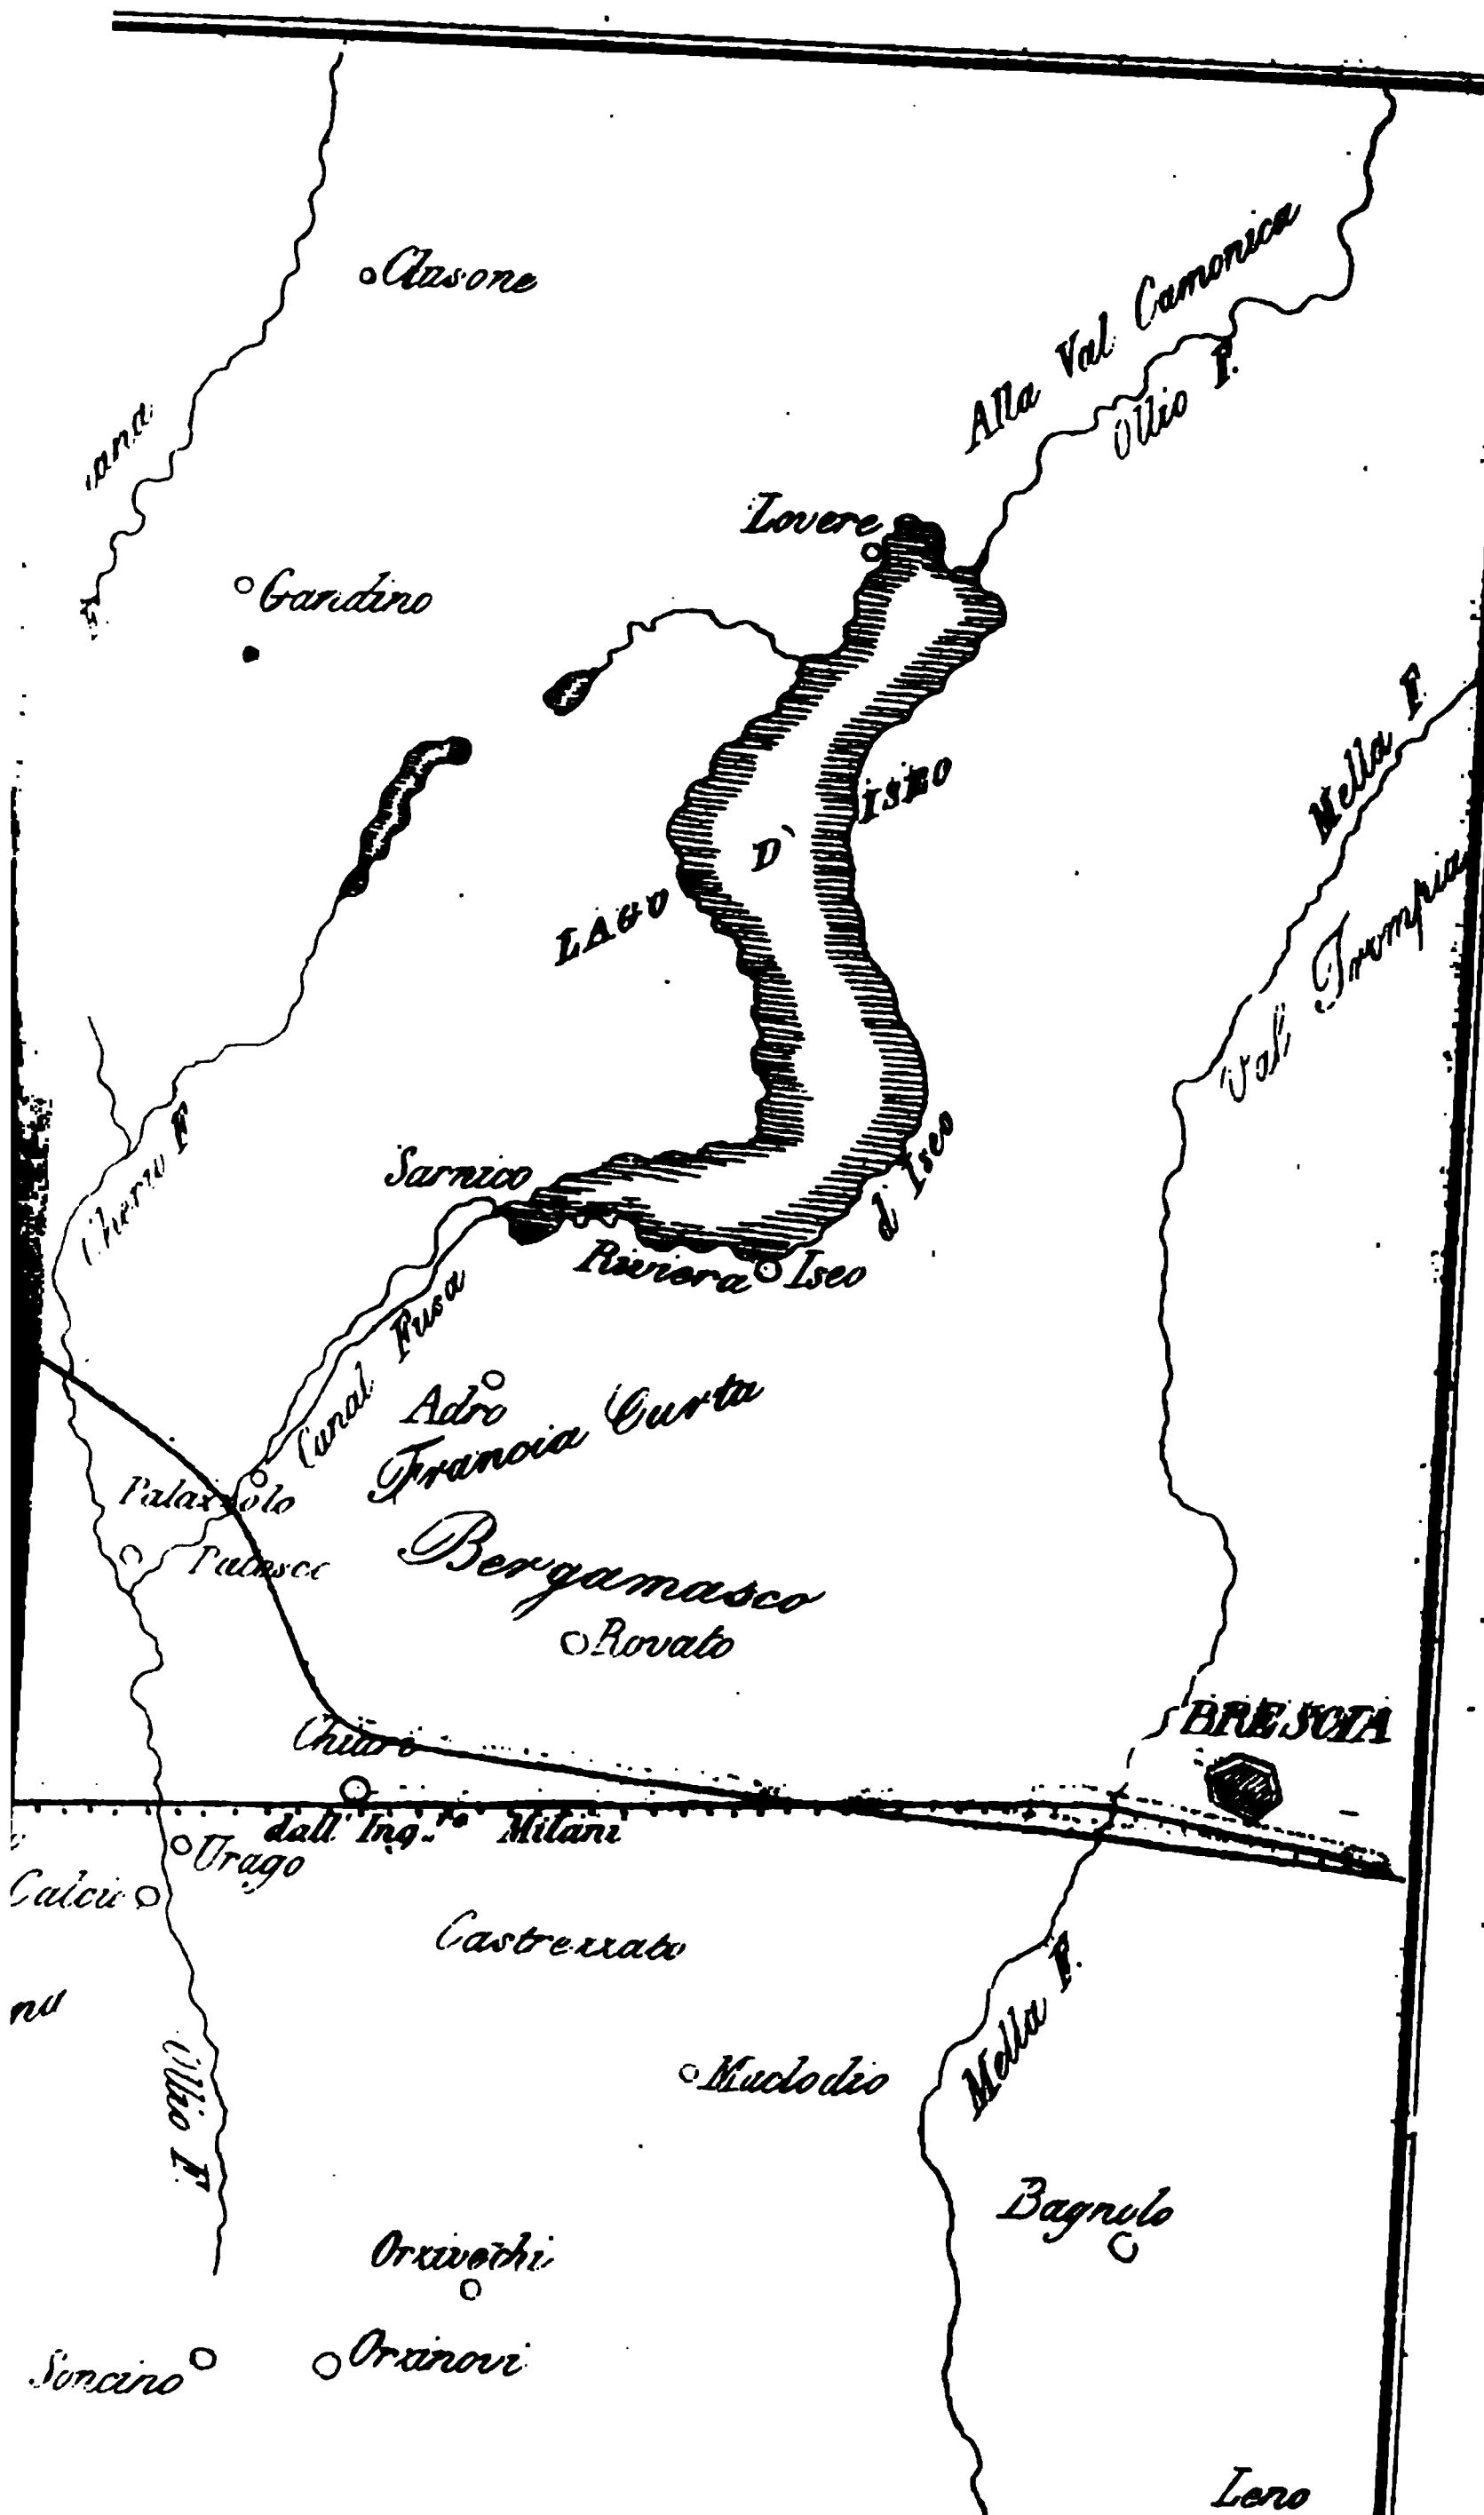 Clusone
Alla Val Camonica
Ollio F.
Lovere
Gandino
Mella F.
ISEO
D'
LAGO
Val Trompia
Sarnico
d'Iseo
Riviera
Iseo
Canal Fusa
Adro
Francia Curta
Palazzolo
Bergamasco
Rovato
BRESCIA
Chiari
dall' Ing.re Milani
Urago
Calcii
Castrezzato
Mella F.
Ollio F.
Maclodio
Bagnolo
Orzivechi
Orzinovi
Soncino
Leno